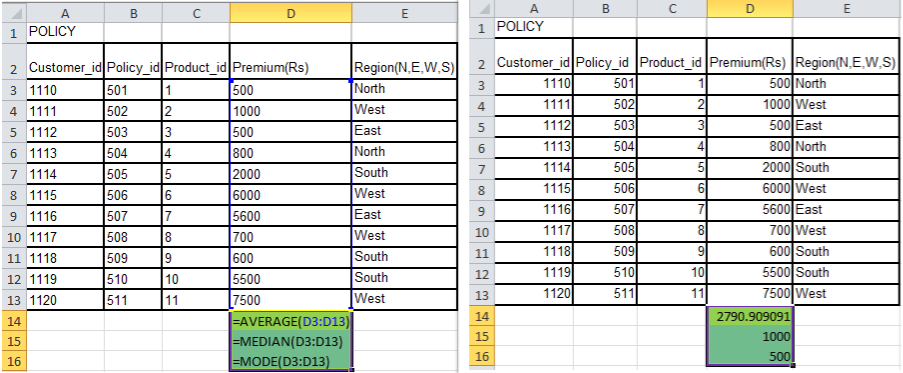 A B C D E
1 POLICY
2 Customer_id Policy_id Product_id Premium(Rs) Region(N,E,W,S)
3 1110 501 1 500 North
4 1111 502 2 1000 West
5 1112 503 3 500 East
6 1113 504 4 800 North
7 1114 505 5 2000 South
8 1115 506 6 6000 West
9 1116 507 7 5600 East
10 1117 508 8 700 West
11 1118 509 9 600 South
12 1119 510 10 5500 South
13 1120 511 11 7500 West
14 =AVERAGE(D3:D13)
15 =MEDIAN(D3:D13)
16 =MODE(D3:D13)
A B C D E
1 POLICY
2 Customer_id Policy_id Product_id Premium(Rs) Region(N,E,W,S)
3 1110 501 1 500 North
4 1111 502 2 1000 West
5 1112 503 3 500 East
6 1113 504 4 800 North
7 1114 505 5 2000 South
8 1115 506 6 6000 West
9 1116 507 7 5600 East
10 1117 508 8 700 West
11 1118 509 9 600 South
12 1119 510 10 5500 South
13 1120 511 11 7500 West
14 2790.909091
15 1000
16 500